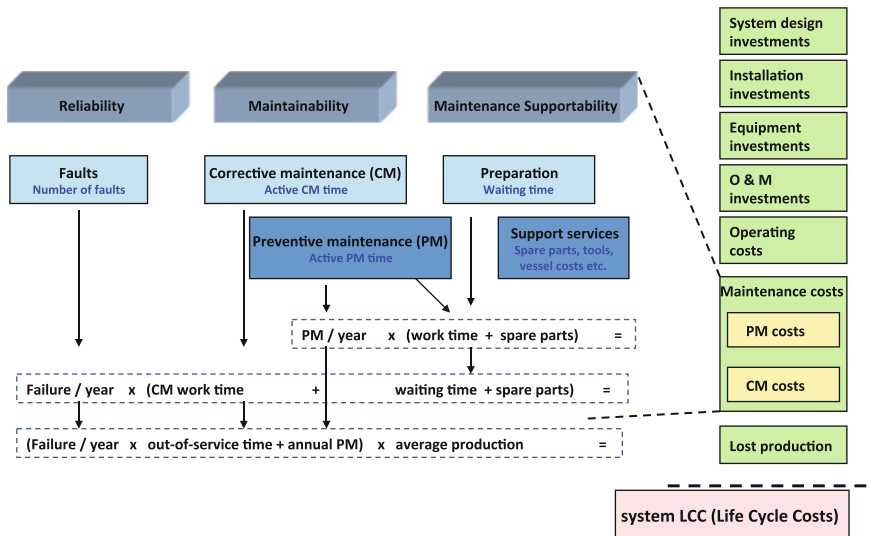 System design
investments
Installation
investments
Equipment
investments
O & M
investments
Operating
costs
Reliability
Maintainability
Maintenance Supportability
Faults
Number of faults
Corrective maintenance (CM)
Active CM time
Preparation
Waiting time
Preventive maintenance (PM)
Active PM time
Support services
Spare parts, tools,
vessel costs etc.
Maintenance costs
PM costs
CM costs
PM / year x (work time + spare parts) =
Failure / year x (CM work time + waiting time + spare parts) =
(Failure / year x out-of-service time + annual PM) x average production =
Lost production
system LCC (Life Cycle Costs)